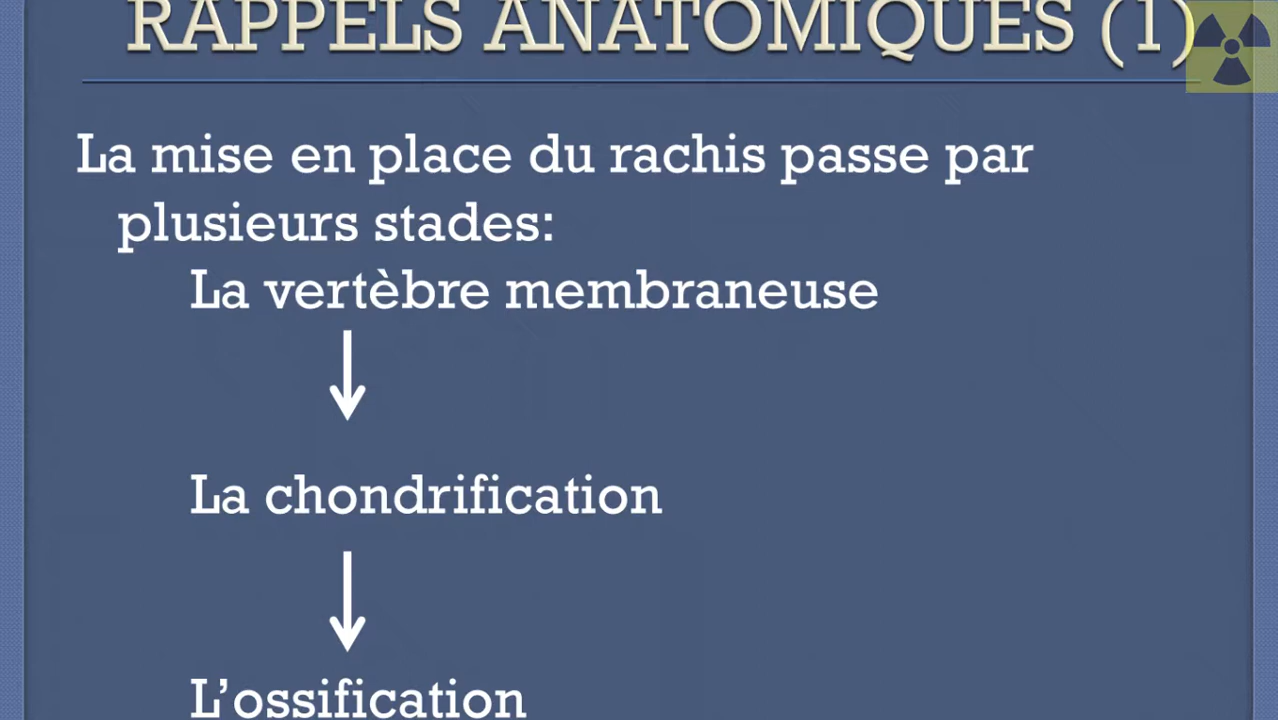 RAPPELS ANATOMIQUES (1)
La mise en place du rachis passe par
plusieurs stades:
La vertèbre membraneuse
La chondrification
L’ossification